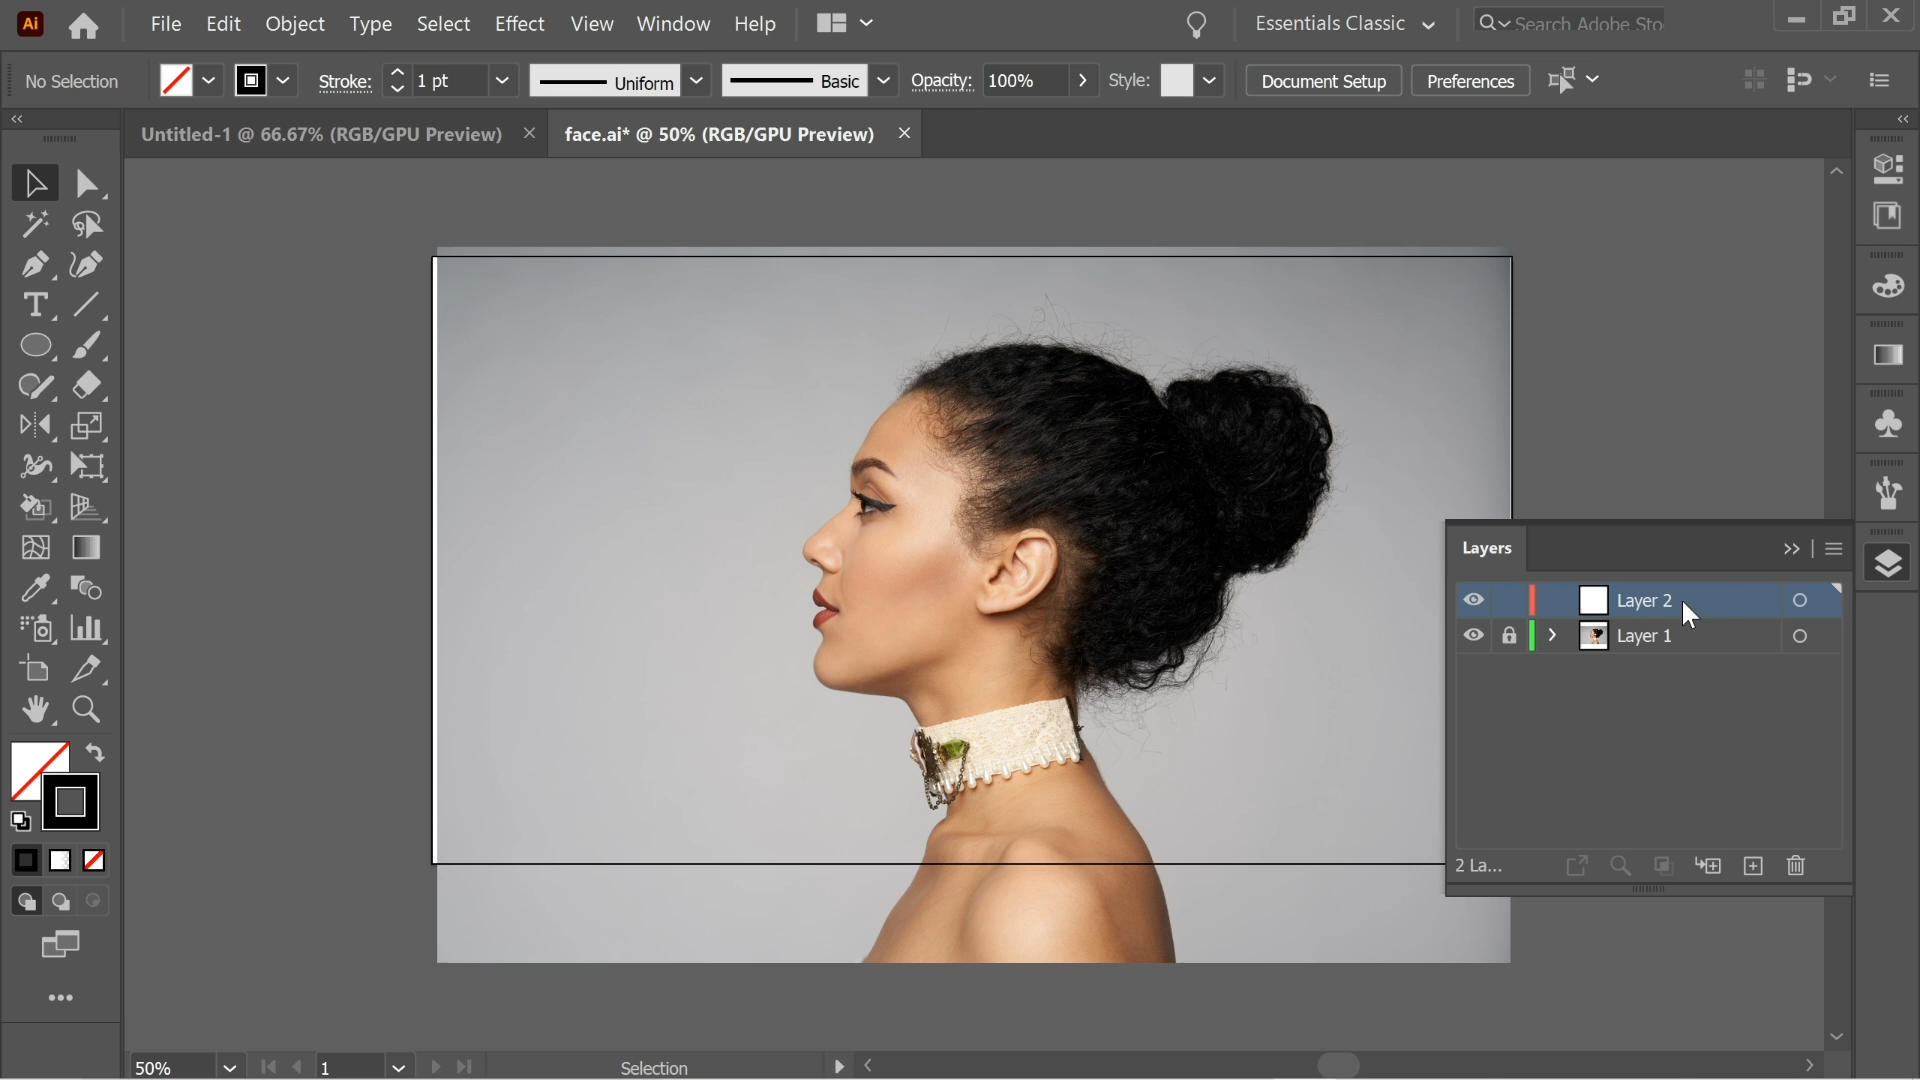 Ai File Edit Object Type Select Effect View Window Help Essentials Classic Search Adobe Sto
No Selection Stroke: 1 pt Uniform Basic Opacity: 100% Style: Document Setup Preferences
Untitled-1 @ 66.67% (RGB/GPU Preview) face.ai* @ 50% (RGB/GPU Preview)
Layers
Layer 2
Layer 1
2 La...
50% 1 Selection